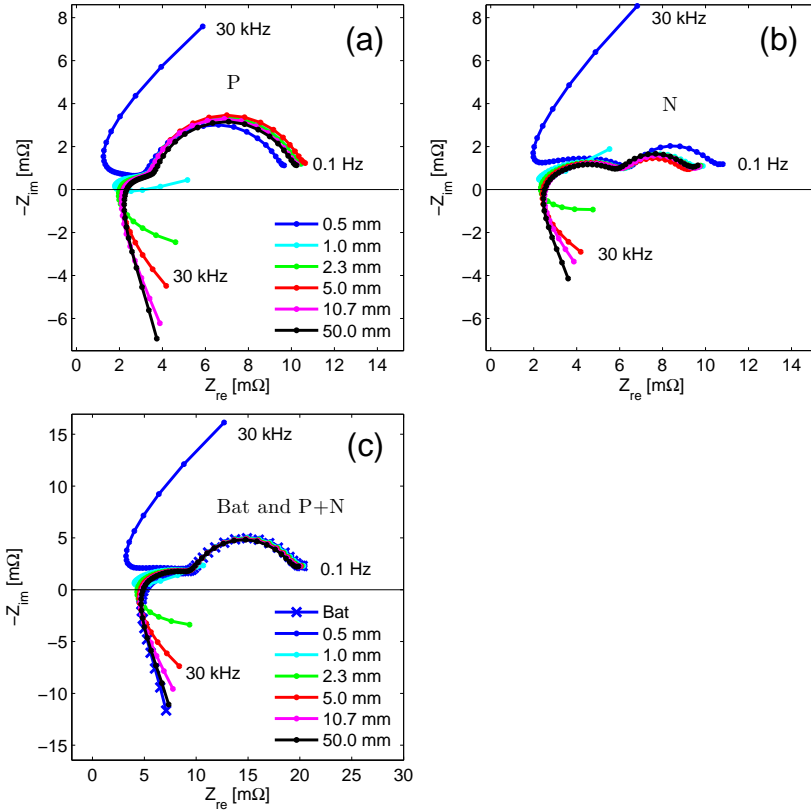 (a)
30 kHz
P
0.1 Hz
30 kHz
8
6
4
2
0
−2
−4
−6
−Z_im [mΩ]
0 2 4 6 8 10 12 14
Z_re [mΩ]
0.5 mm
1.0 mm
2.3 mm
5.0 mm
10.7 mm
50.0 mm
(b)
30 kHz
N
0.1 Hz
30 kHz
8
6
4
2
0
−2
−4
−6
−Z_im [mΩ]
0 2 4 6 8 10 12 14
Z_re [mΩ]
(c)
30 kHz
Bat and P+N
0.1 Hz
30 kHz
15
10
5
0
−5
−10
−15
−Z_im [mΩ]
0 5 10 15 20 25 30
Z_re [mΩ]
Bat
0.5 mm
1.0 mm
2.3 mm
5.0 mm
10.7 mm
50.0 mm